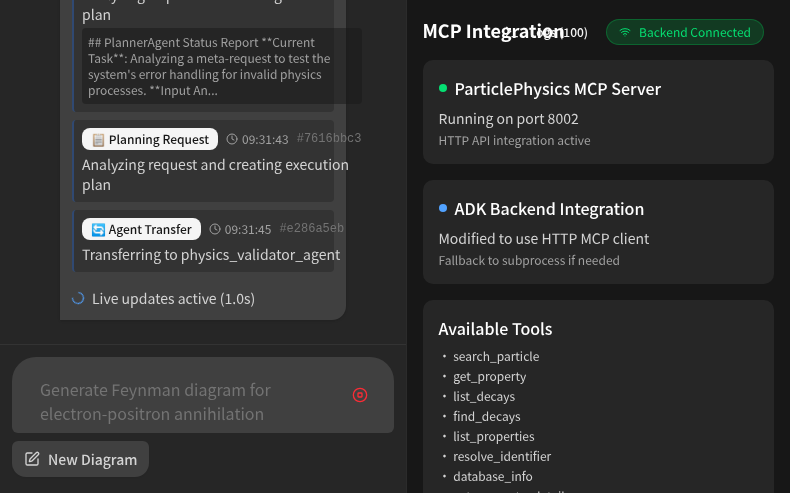 plan
## PlannerAgent Status Report **Current
Task**: Analyzing a meta-request to test the
system's error handling for invalid physics
processes. **Input An...
Planning Request 09:31:43 #7616bbc3
Analyzing request and creating execution
plan
Agent Transfer 09:31:45 #e286a5eb
Transferring to physics_validator_agent
Live updates active (1.0s)
Generate Feynman diagram for
electron-positron annihilation
New Diagram
MCP Integration
Backend Connected
ParticlePhysics MCP Server
Running on port 8002
HTTP API integration active
ADK Backend Integration
Modified to use HTTP MCP client
Fallback to subprocess if needed
Available Tools
• search_particle
• get_property
• list_decays
• find_decays
• list_properties
• resolve_identifier
• database_info